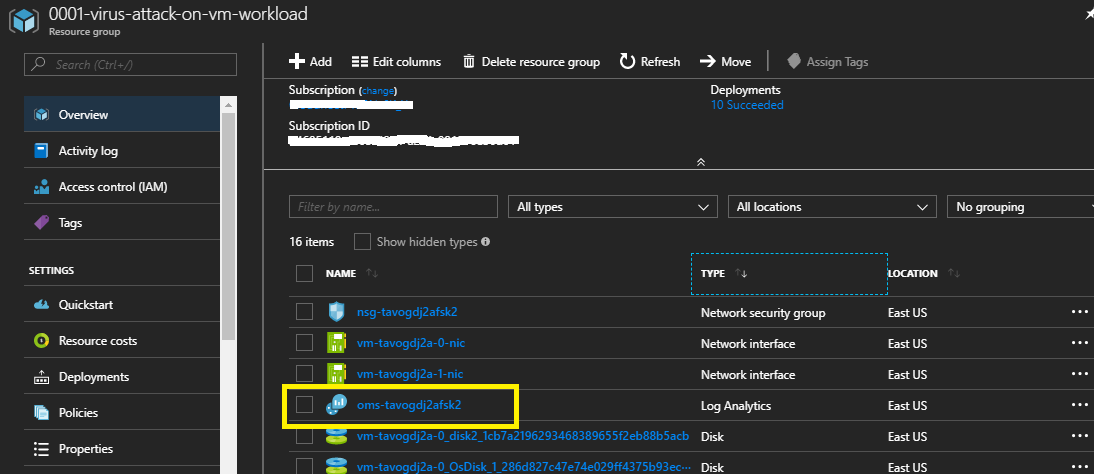 0001-virus-attack-on-vm-workload
Resource group
Search (Ctrl+/)
Overview
Activity log
Access control (IAM)
Tags
SETTINGS
Quickstart
Resource costs
Deployments
Policies
Properties
Add Edit columns Delete resource group Refresh Move Assign Tags
Subscription (change) Deployments
10 Succeeded
Subscription ID
Filter by name... All types All locations No grouping
16 items Show hidden types
NAME TYPE LOCATION
nsg-tavogdj2afsk2 Network security group East US
vm-tavogdj2a-0-nic Network interface East US
vm-tavogdj2a-1-nic Network interface East US
oms-tavogdj2afsk2 Log Analytics East US
vm-tavogdj2a-0_disk2_1cb7a2196293468389655f2eb88b5acb Disk East US
vm-tavogdj2a-0_OsDisk_1_286d827c47e74e029ff4375b93ec··· Disk East US